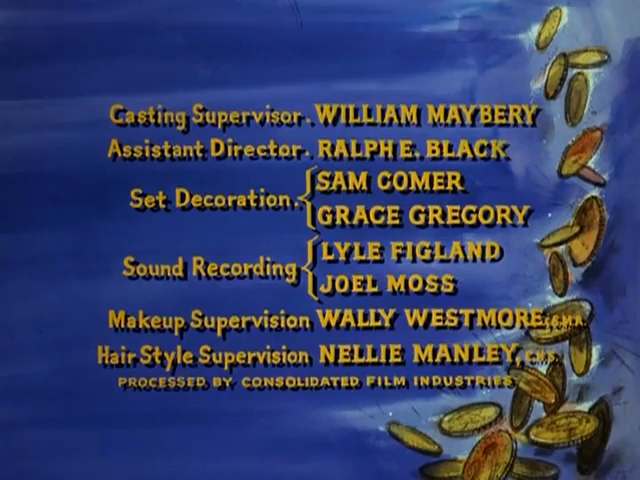 Casting Supervisor. WILLIAM MAYBERY
Assistant Director. RALPH E. BLACK
Set Decoration. { SAM COMER
GRACE GREGORY
Sound Recording { LYLE FIGLAND
JOEL MOSS
Makeup Supervision WALLY WESTMORE, S.M.A.
Hair Style Supervision NELLIE MANLEY, C.H.S.
PROCESSED BY CONSOLIDATED FILM INDUSTRIES